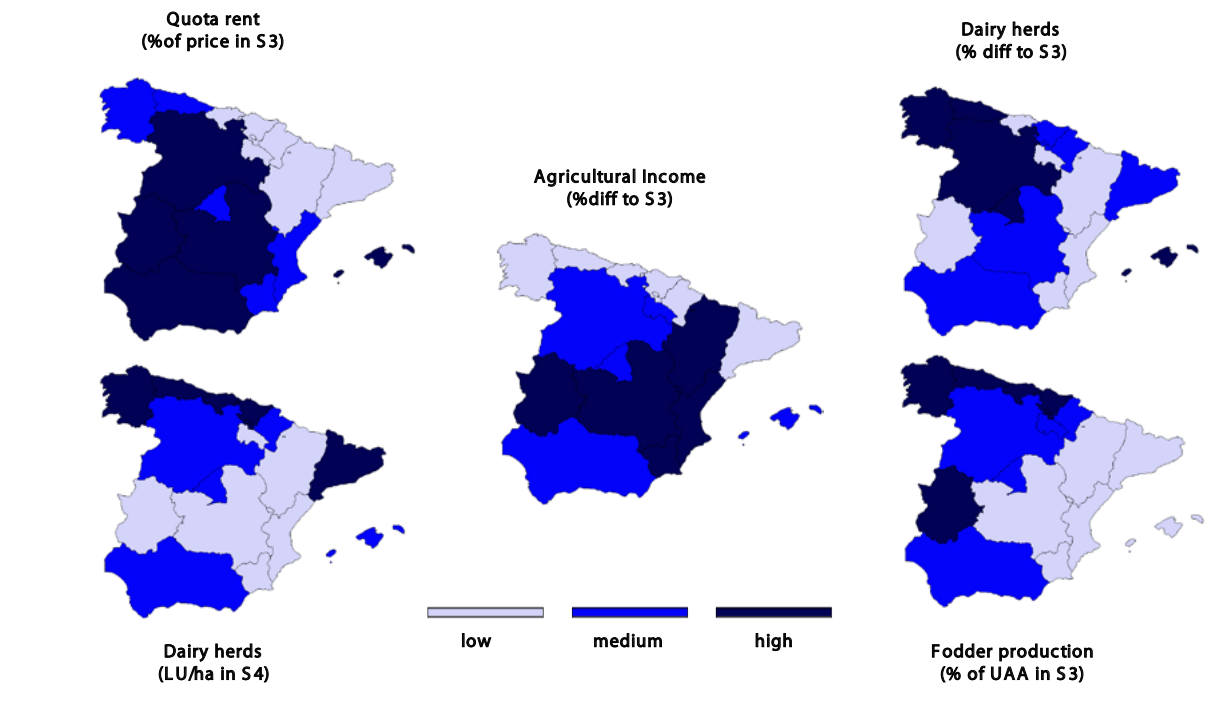 Quota rent
(%of price in S3)
Dairy herds
(% diff to S3)
Agricultural Income
(%diff to S3)
low
medium
high
Dairy herds
(LU/ha in S4)
Fodder production
(% of UAA in S3)